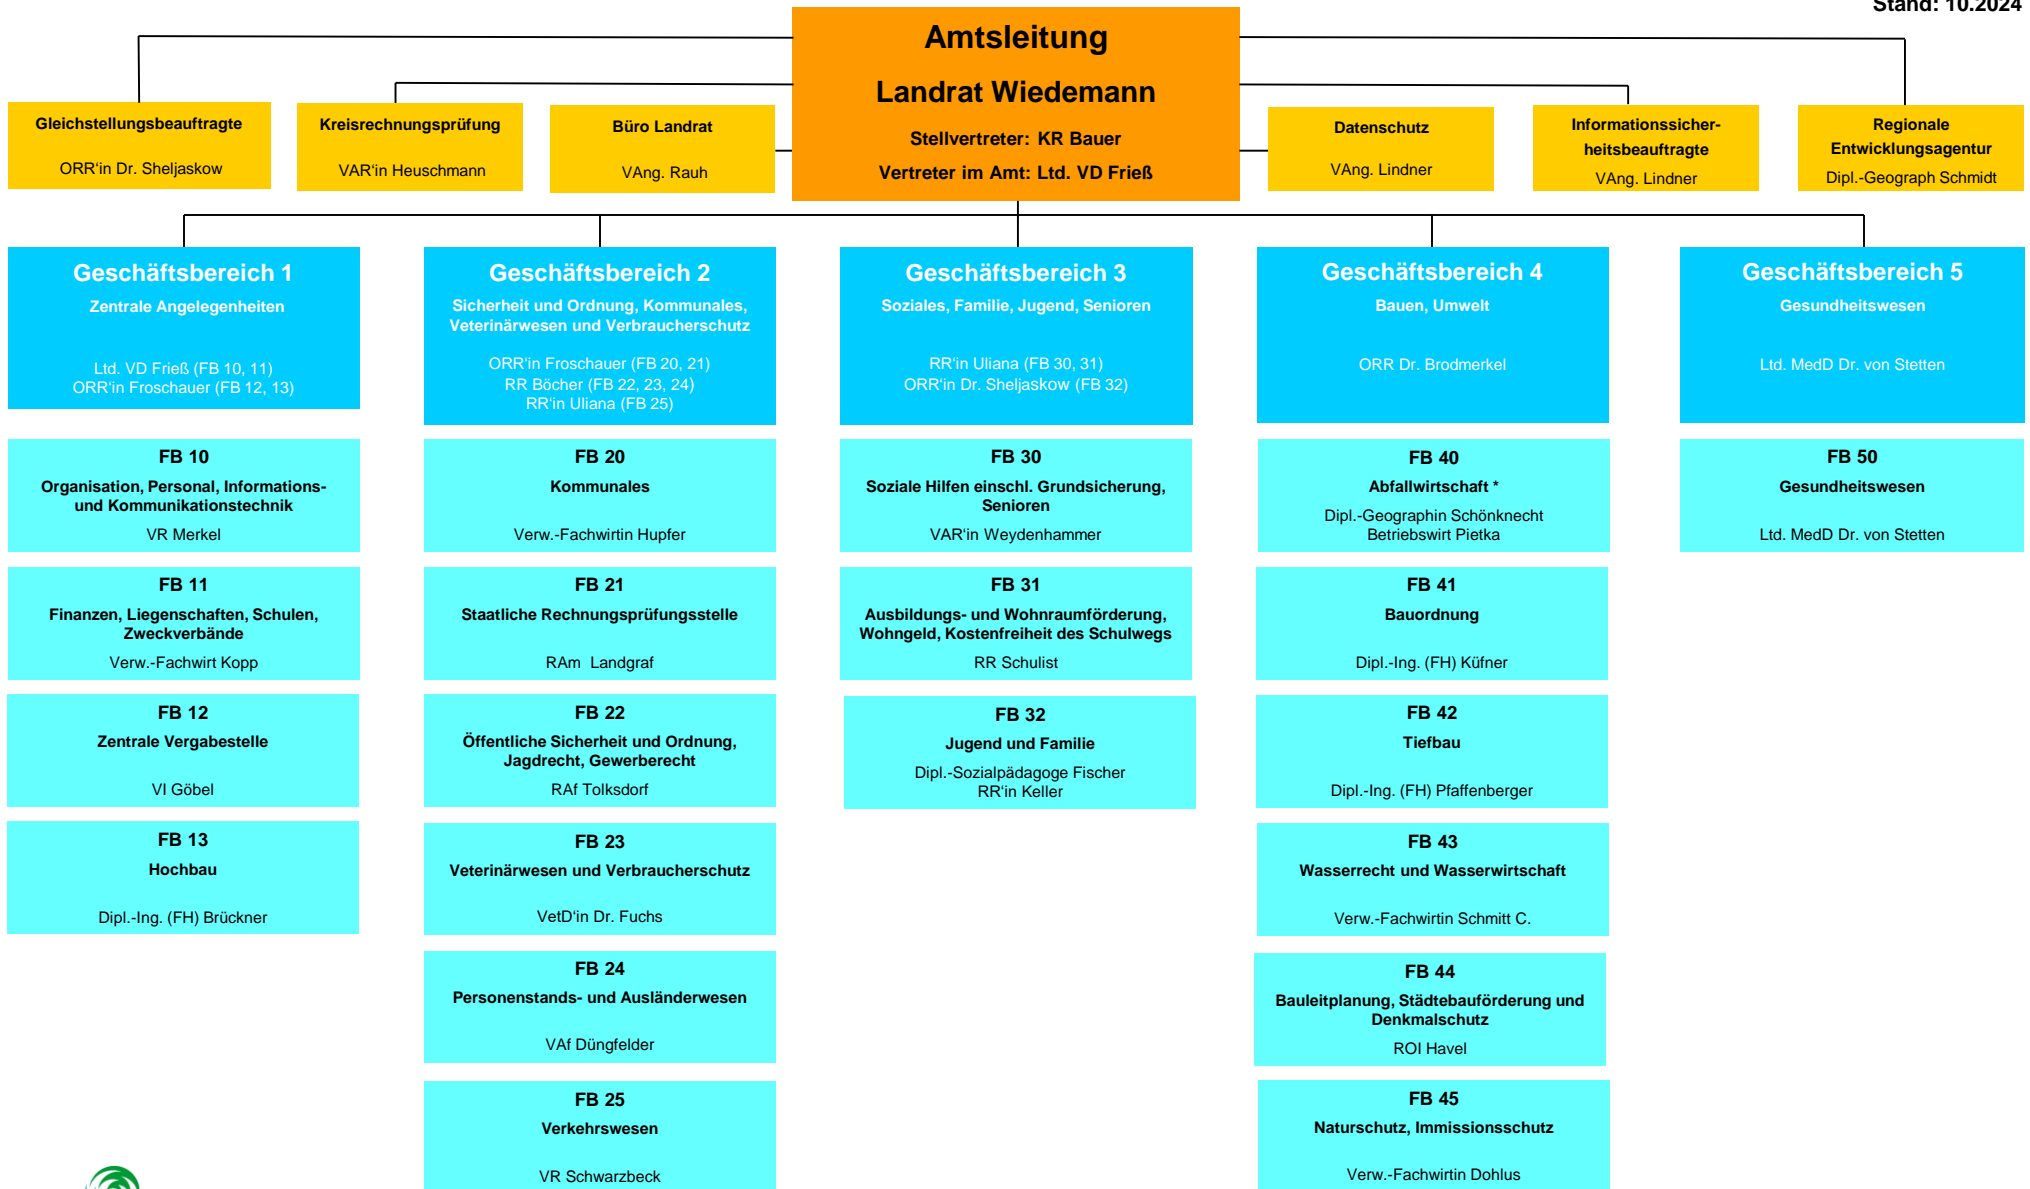 Stand: 10.2024
Amtsleitung
Landrat Wiedemann
Stellvertreter: KR Bauer
Vertreter im Amt: Ltd. VD Frieß
Gleichstellungsbeauftragte
ORR'in Dr. Sheljaskow
Kreisrechnungsprüfung
VAR'in Heuschmann
Büro Landrat
VAng. Rauh
Datenschutz
VAng. Lindner
Informationssicher-
heitsbeauftragte
VAng. Lindner
Regionale
Entwicklungsagentur
Dipl.-Geograph Schmidt
Geschäftsbereich 1
Zentrale Angelegenheiten
Ltd. VD Frieß (FB 10, 11)
ORR'in Froschauer (FB 12, 13)
FB 10
Organisation, Personal, Informations-
und Kommunikationstechnik
VR Merkel
FB 11
Finanzen, Liegenschaften, Schulen,
Zweckverbände
Verw.-Fachwirt Kopp
FB 12
Zentrale Vergabestelle
VI Göbel
FB 13
Hochbau
Dipl.-Ing. (FH) Brückner
Geschäftsbereich 2
Sicherheit und Ordnung, Kommunales,
Veterinärwesen und Verbraucherschutz
ORR'in Froschauer (FB 20, 21)
RR Böcher (FB 22, 23, 24)
RR'in Uliana (FB 25)
FB 20
Kommunales
Verw.-Fachwirtin Hupfer
FB 21
Staatliche Rechnungsprüfungsstelle
RAm Landgraf
FB 22
Öffentliche Sicherheit und Ordnung,
Jagdrecht, Gewerberecht
RAf Tolksdorf
FB 23
Veterinärwesen und Verbraucherschutz
VetD'in Dr. Fuchs
FB 24
Personenstands- und Ausländerwesen
VAf Düngfelder
FB 25
Verkehrswesen
VR Schwarzbeck
Geschäftsbereich 3
Soziales, Familie, Jugend, Senioren
RR'in Uliana (FB 30, 31)
ORR'in Dr. Sheljaskow (FB 32)
FB 30
Soziale Hilfen einschl. Grundsicherung,
Senioren
VAR'in Weydenhammer
FB 31
Ausbildungs- und Wohnraumförderung,
Wohngeld, Kostenfreiheit des Schulwegs
RR Schulist
FB 32
Jugend und Familie
Dipl.-Sozialpädagoge Fischer
RR'in Keller
Geschäftsbereich 4
Bauen, Umwelt
ORR Dr. Brodmerkel
FB 40
Abfallwirtschaft *
Dipl.-Geographin Schönknecht
Betriebswirt Pietka
FB 41
Bauordnung
Dipl.-Ing. (FH) Küfner
FB 42
Tiefbau
Dipl.-Ing. (FH) Pfaffenberger
FB 43
Wasserrecht und Wasserwirtschaft
Verw.-Fachwirtin Schmitt C.
FB 44
Bauleitplanung, Städtebauförderung und
Denkmalschutz
ROI Havel
FB 45
Naturschutz, Immissionsschutz
Verw.-Fachwirtin Dohlus
Geschäftsbereich 5
Gesundheitswesen
Ltd. MedD Dr. von Stetten
FB 50
Gesundheitswesen
Ltd. MedD Dr. von Stetten